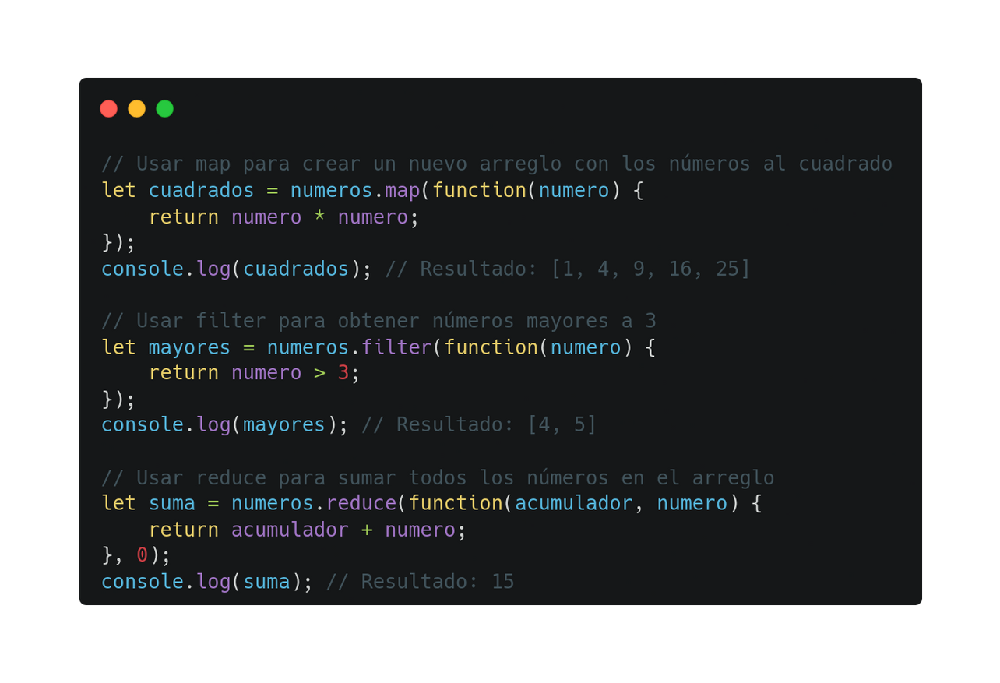 // Usar map para crear un nuevo arreglo con los números al cuadrado
let cuadrados = numeros.map(function(numero) {
    return numero * numero;
});
console.log(cuadrados); // Resultado: [1, 4, 9, 16, 25]

// Usar filter para obtener números mayores a 3
let mayores = numeros.filter(function(numero) {
    return numero > 3;
});
console.log(mayores); // Resultado: [4, 5]

// Usar reduce para sumar todos los números en el arreglo
let suma = numeros.reduce(function(acumulador, numero) {
    return acumulador + numero;
}, 0);
console.log(suma); // Resultado: 15